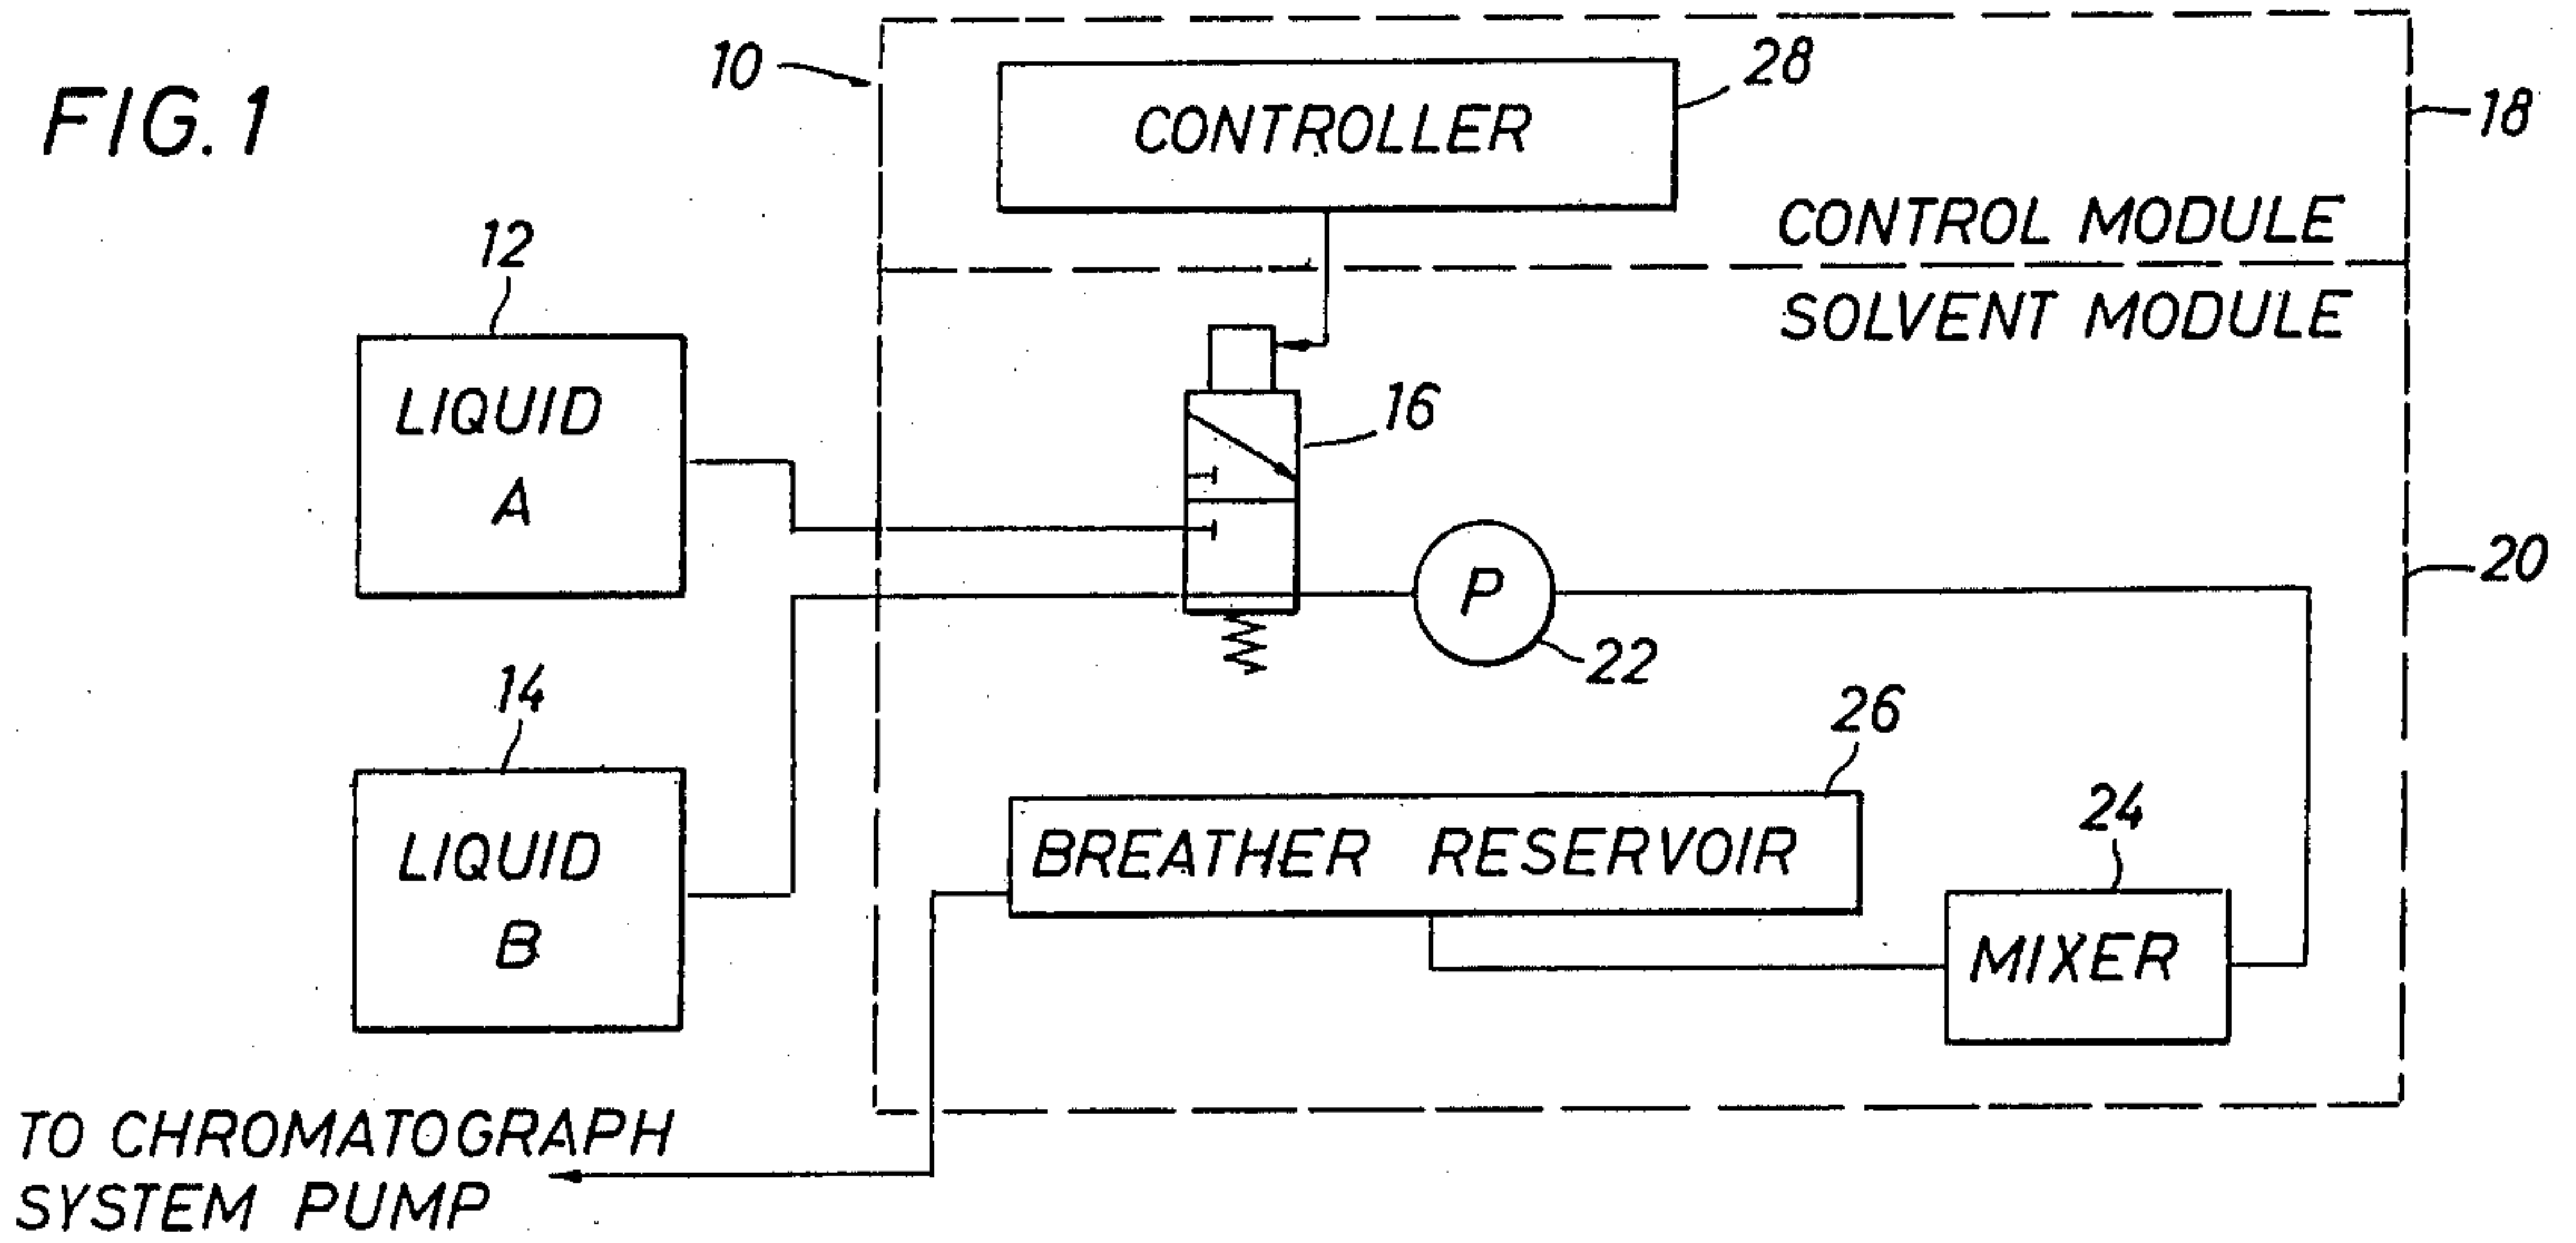 FIG. 1
10
28
CONTROLLER
18
CONTROL MODULE
SOLVENT MODULE
12
LIQUID
A
16
P
22
20
14
LIQUID
B
26
BREATHER RESERVOIR
24
MIXER
TO CHROMATOGRAPH
SYSTEM PUMP